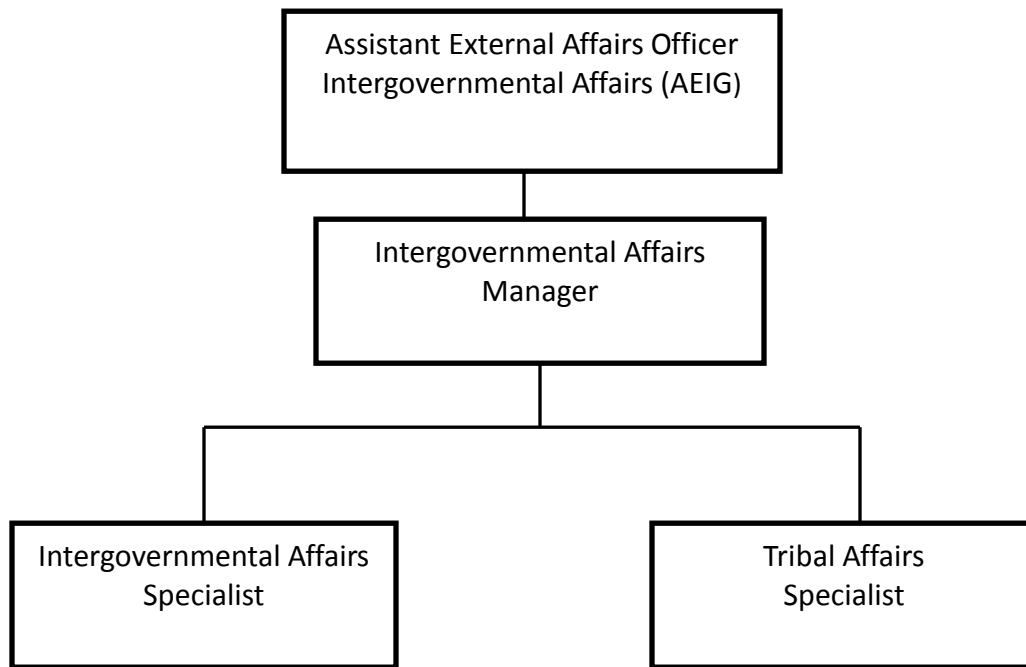 Assistant External Affairs Officer
Intergovernmental Affairs (AEIG)
Intergovernmental Affairs
Manager
Intergovernmental Affairs
Specialist
Tribal Affairs
Specialist